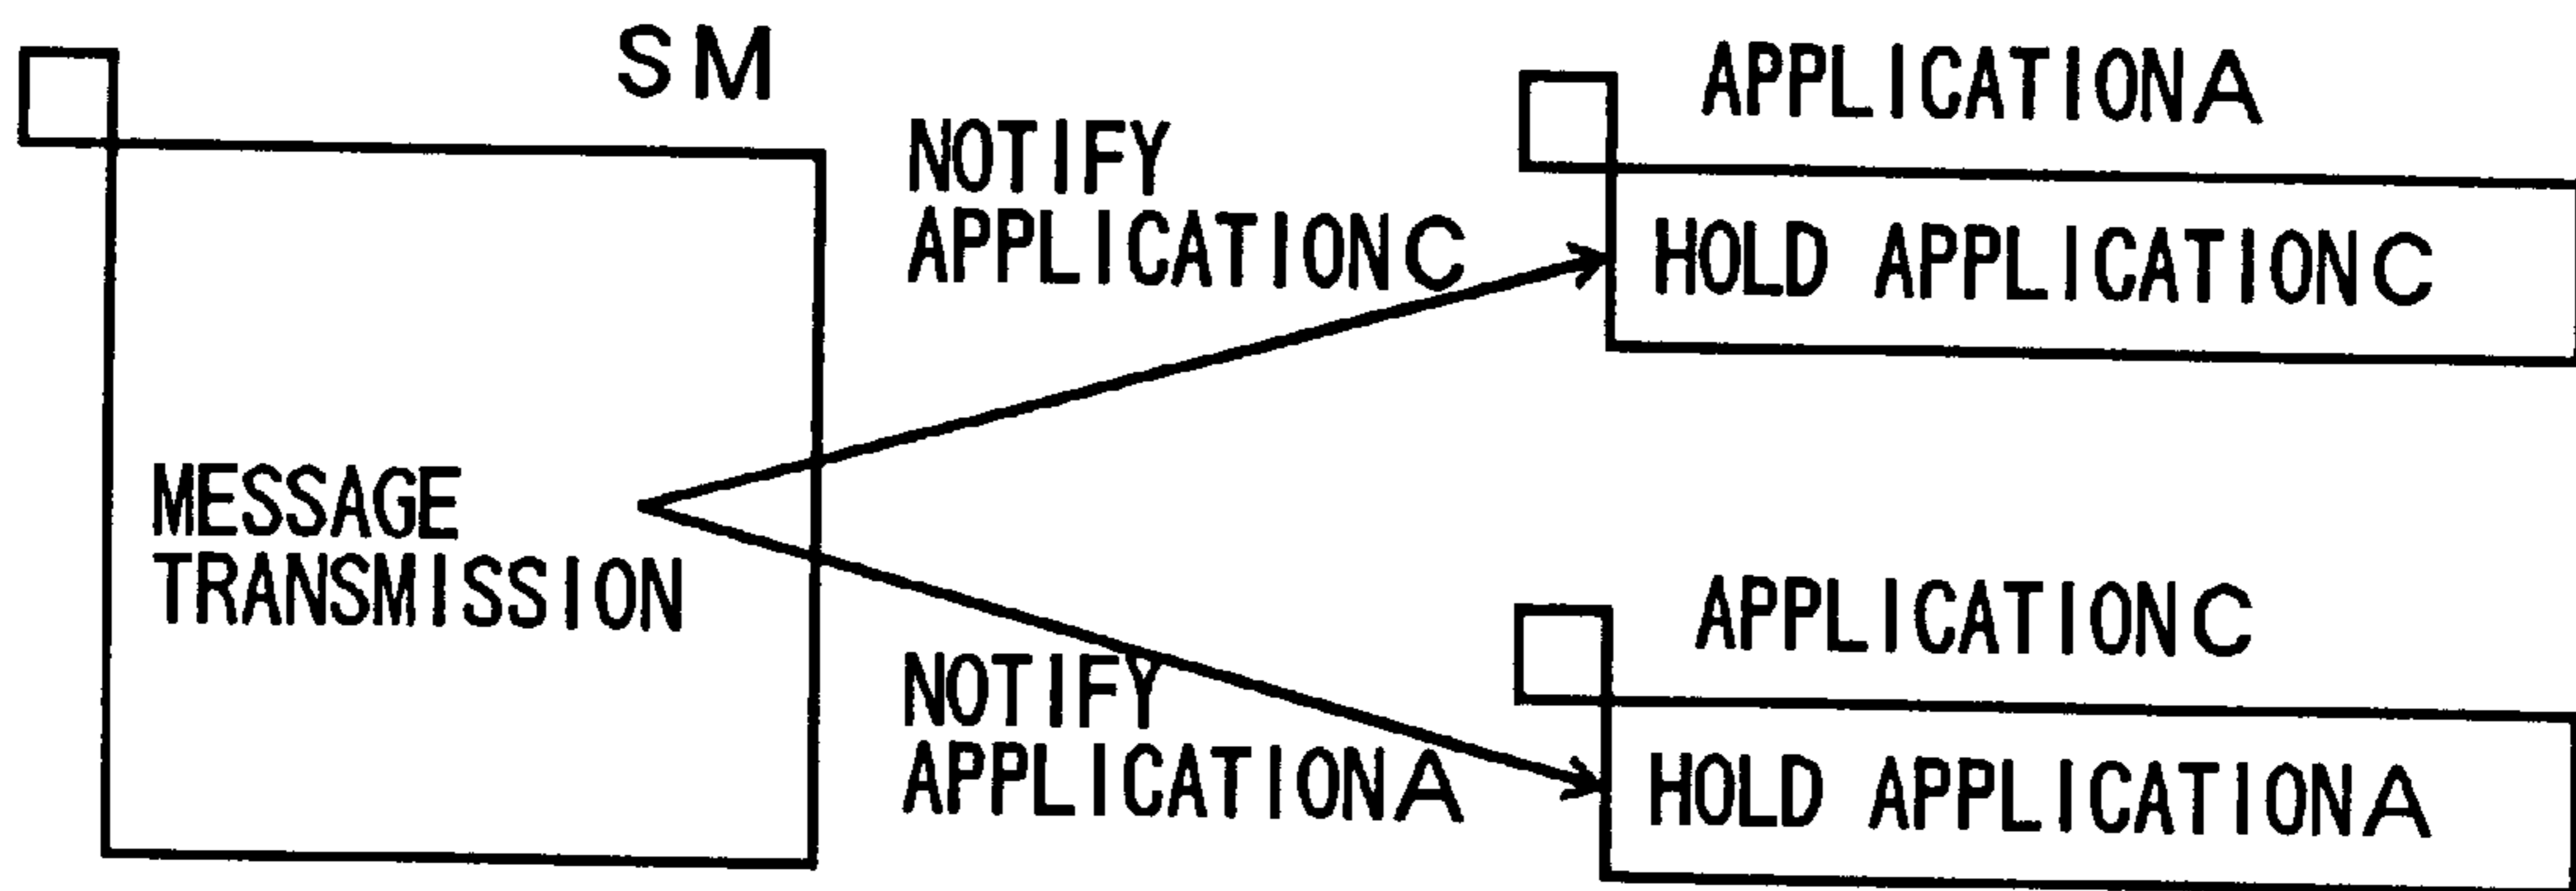 SM
MESSAGE
TRANSMISSION
NOTIFY
APPLICATIONC
NOTIFY
APPLICATIONA
APPLICATIONA
HOLD APPLICATIONC
APPLICATIONC
HOLD APPLICATIONA